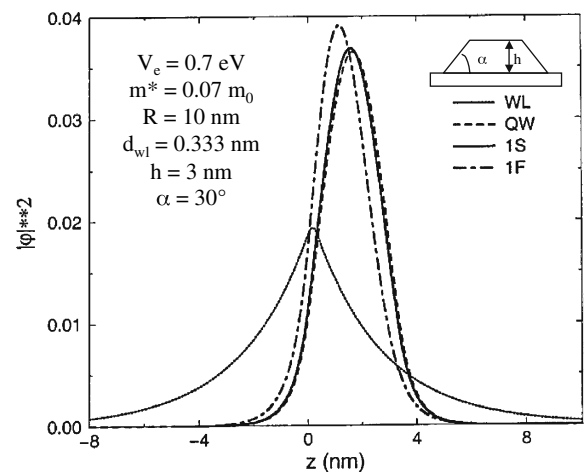 V_e = 0.7 eV
m* = 0.07 m_0
R = 10 nm
d_wl = 0.333 nm
h = 3 nm
α = 30°
α h
WL
QW
1S
1F
|φ|**2
0.04
0.03
0.02
0.01
0.00
-8 -4 0 4 8
z (nm)